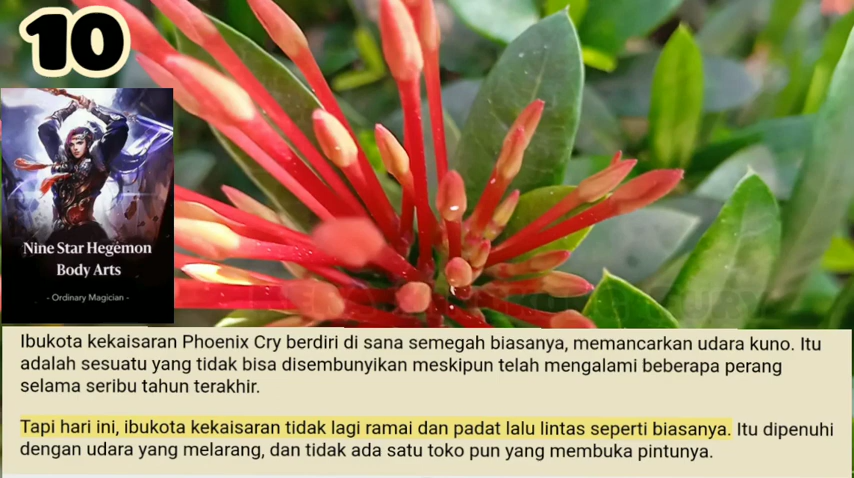 10
Nine Star Hegemon
Body Arts
- Ordinary Magician -
Ibukota kekaisaran Phoenix Cry berdiri di sana semegah biasanya, memancarkan udara kuno. Itu
adalah sesuatu yang tidak bisa disembunyikan meskipun telah mengalami beberapa perang
selama seribu tahun terakhir.
Tapi hari ini, ibukota kekaisaran tidak lagi ramai dan padat lalu lintas seperti biasanya. Itu dipenuhi
dengan udara yang melarang, dan tidak ada satu toko pun yang membuka pintunya.